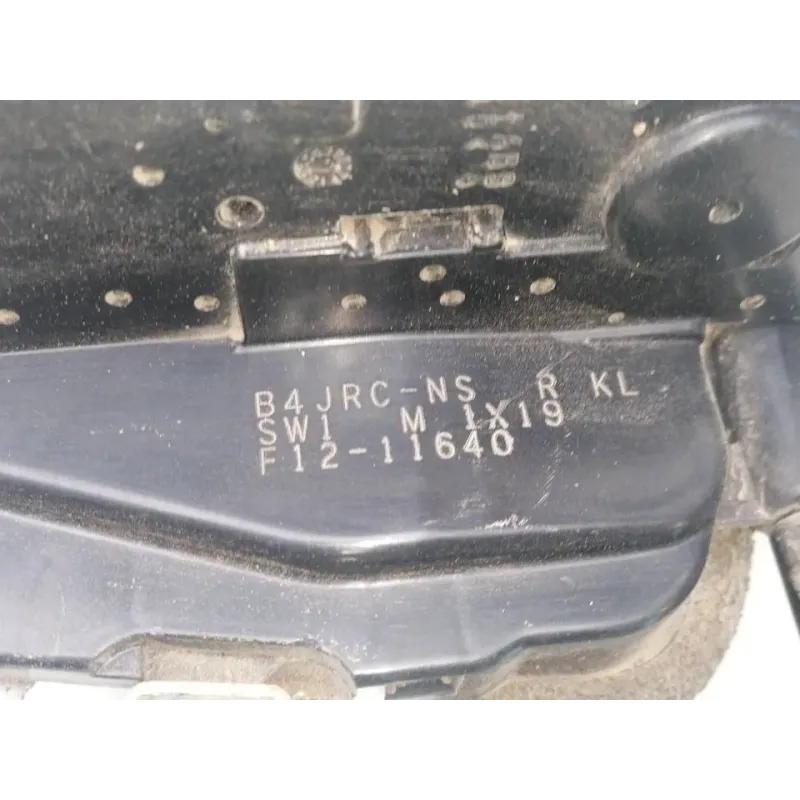 B4JRC-NS R KL
SW1 M 1X19
F12-11640